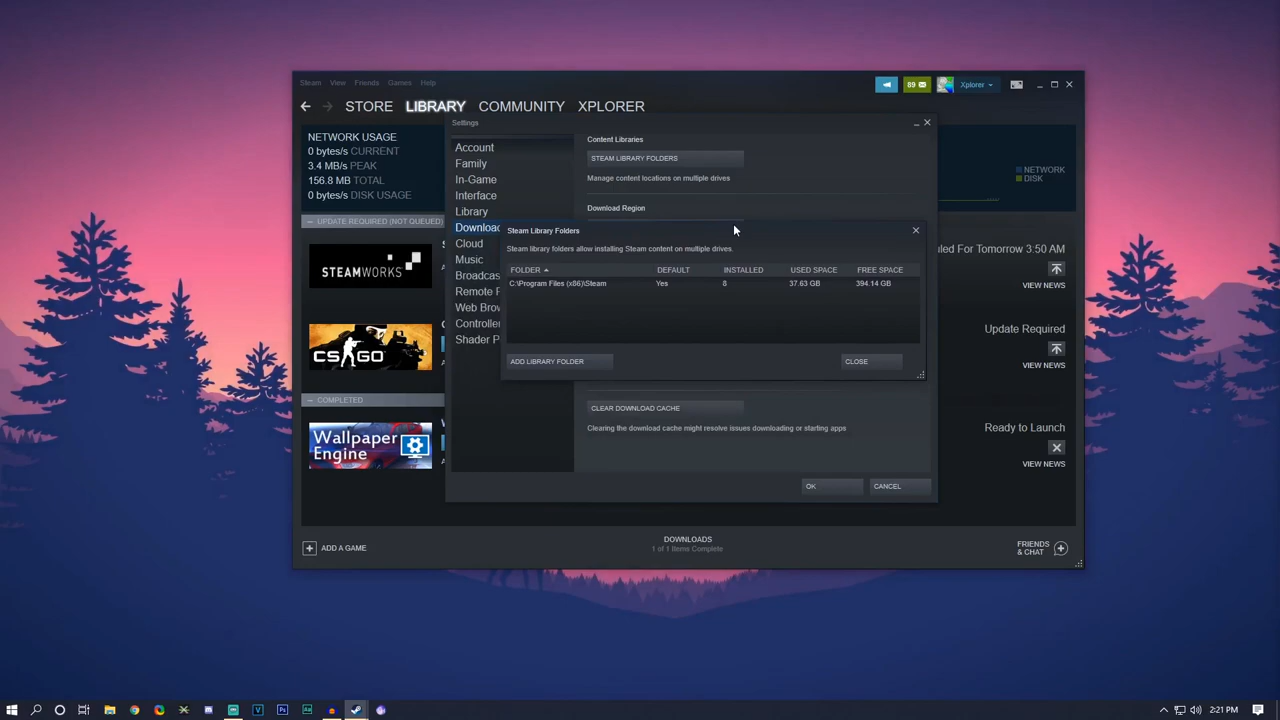 Steam View Friends Games Help
89 Xplorer
STORE LIBRARY COMMUNITY XPLORER
NETWORK USAGE
0 bytes/s CURRENT
3.4 MB/s PEAK
156.8 MB TOTAL
0 bytes/s DISK USAGE
NETWORK
DISK
UPDATE REQUIRED (NOT QUEUED)
STEAMWORKS
VIEW NEWS
CS:GO
Update Required
VIEW NEWS
COMPLETED
Wallpaper
Engine
Ready to Launch
VIEW NEWS
Settings
Account
Family
In-Game
Interface
Library
Cloud
Music
Content Libraries
STEAM LIBRARY FOLDERS
Manage content locations on multiple drives
Download Region
Steam Library Folders
Steam library folders allow installing Steam content on multiple drives.
FOLDER DEFAULT INSTALLED USED SPACE FREE SPACE
C:\Program Files (x86)\Steam Yes 8 37.63 GB 394.14 GB
ADD LIBRARY FOLDER CLOSE
CLEAR DOWNLOAD CACHE
Clearing the download cache might resolve issues downloading or starting apps
OK CANCEL
ADD A GAME
DOWNLOADS
1 of 1 Items Complete
FRIENDS
& CHAT
2:21 PM